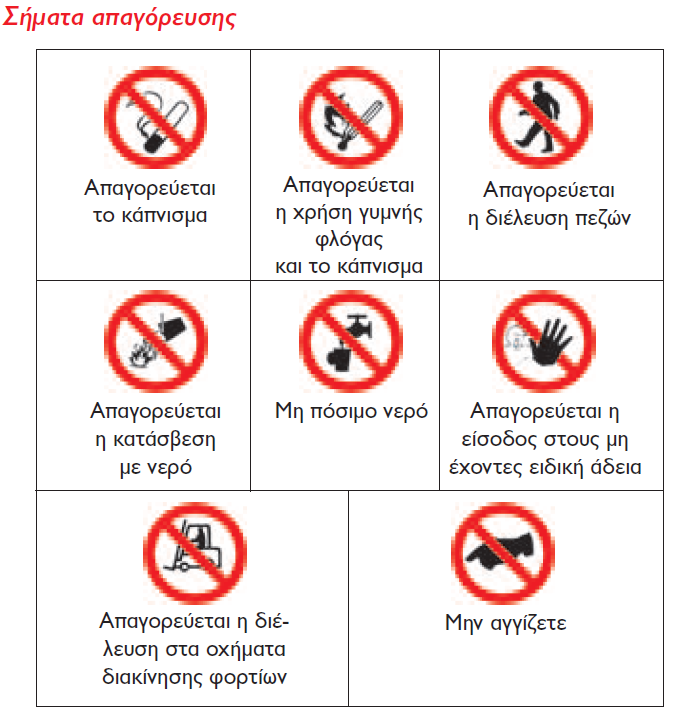 Σήματα απαγόρευσης
Απαγορεύεται
το κάπνισμα
Απαγορεύεται
η χρήση γυμνής
φλόγας
και το κάπνισμα
Απαγορεύεται
η διέλευση πεζών
Απαγορεύεται
η κατάσβεση
με νερό
Μη πόσιμο νερό
Απαγορεύεται η
είσοδος στους μη
έχοντες ειδική άδεια
Απαγορεύεται η διέ-
λευση στα οχήματα
διακίνησης φορτίων
Μην αγγίζετε